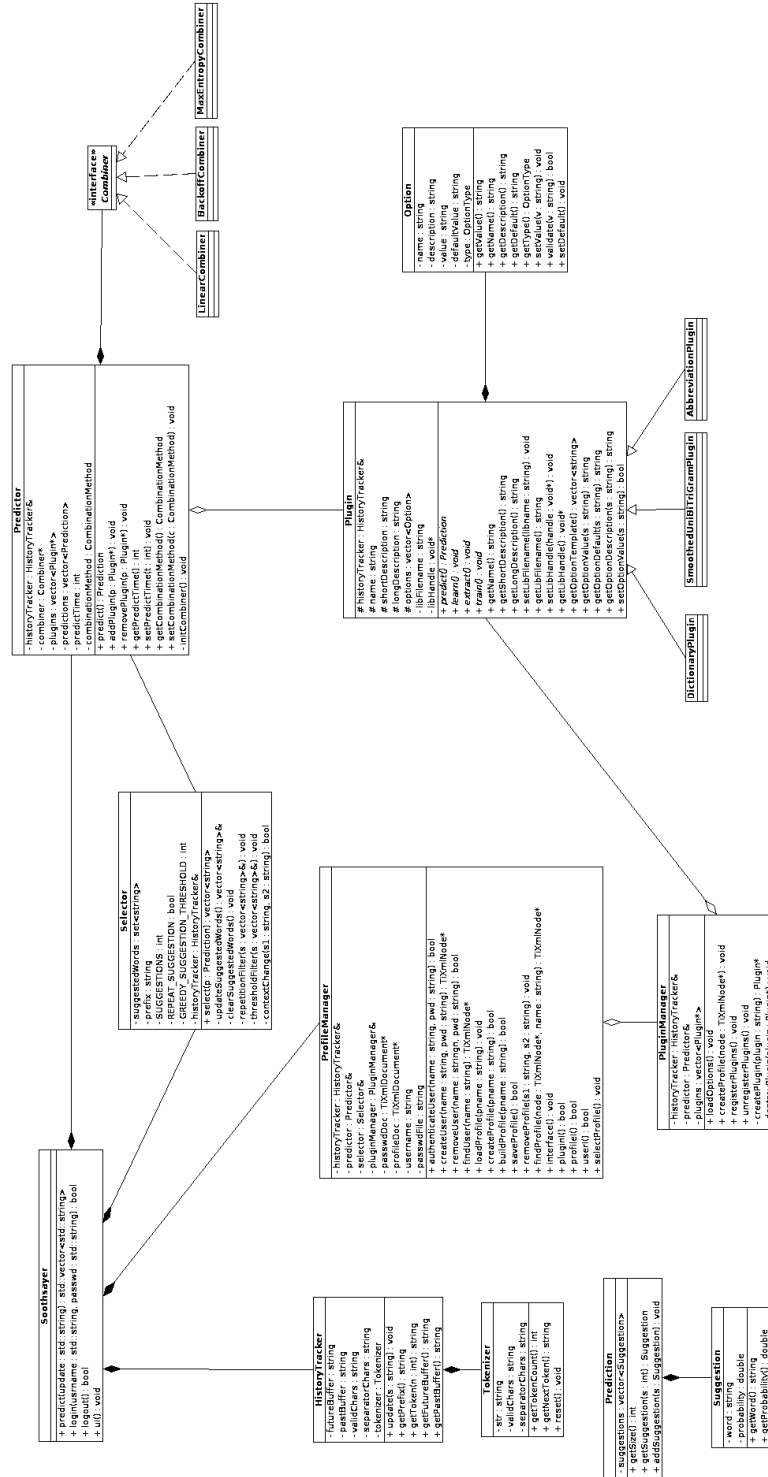 Soothsayer
+ predict(update : std::string) : std::vector<std::string>
+ login(username : std::string, passwd : std::string) : bool
+ logout() : bool
+ ui() : void
Predictor
- historyTracker : HistoryTracker&
- combiner : Combiner*
- plugins : vector<Plugin*>
- predictions : vector<Prediction>
- predictTime : int
- combinationMethod : CombinationMethod
+ predict() : Prediction
+ addPlugin(p : Plugin*) : void
+ removePlugin(p : Plugin*) : void
+ getPredictTime() : int
+ setPredictTime(t : int) : void
+ getCombinationMethod() : CombinationMethod
+ setCombinationMethod(c : CombinationMethod) : void
- initCombiner() : void
«interface»
Combiner
LinearCombiner
BackoffCombiner
MaxEntropyCombiner
Selector
- suggestedWords : set<string>
- prefix : string
- SUGGESTIONS : int
- REPEAT_SUGGESTION : bool
- GREEDY_SUGGESTION_THRESHOLD : int
- historyTracker : HistoryTracker&
+ select(p : Prediction) : vector<string>
- updateSuggestedWords() : vector<string>&
- clearSuggestedWords() : void
- repetitionFilter(s : vector<string>&) : void
- thresholdFilter(s : vector<string>&) : void
- contextChange(s1 : string, s2 : string) : bool
HistoryTracker
- futureBuffer : string
- pastBuffer : string
- validChars : string
- separatorChars : string
- tokenizer : Tokenizer
+ update(s : string) : void
+ getPrefix() : string
+ getToken(n : int) : string
+ getFutureBuffer() : string
+ getPastBuffer() : string
ProfileManager
- historyTracker : HistoryTracker&
- predictor : Predictor&
- selector : Selector&
- pluginManager : PluginManager&
- passwdDoc : TiXmlDocument*
- profileDoc : TiXmlDocument*
- username : string
- passwdFile : string
+ authenticateUser(name : string, pwd : string) : bool
+ createUser(name : string, pwd : string) : TiXmlNode*
+ removeUser(name : stringn, pwd : string) : bool
+ findUser(name : string) : TiXmlNode*
+ loadProfile(pname : string) : void
+ createProfile(pname : string) : bool
+ buildProfile(pname : string) : bool
+ saveProfile() : bool
+ removeProfile(s1 : string, s2 : string) : void
+ findProfile(node : TiXmlNode*, name : string) : TiXmlNode*
+ interface() : void
+ plugin() : bool
+ profile() : bool
+ user() : bool
+ selectProfile() : void
Plugin
# historyTracker : HistoryTracker&
# name : string
# shortDescription : string
# longDescription : string
# options : vector<Option>
- libFilename : string
- libHandle : void*
+ predict() : Prediction
+ learn() : void
+ extract() : void
+ train() : void
+ getName() : string
+ getShortDescription() : string
+ getLongDescription() : string
+ setLibFilename(libname : string) : void
+ getLibFilename() : string
+ setLibHandle(handle : void*) : void
+ getLibHandle() : void*
+ getOptionTemplate() : vector<string>
+ getOptionValue(s : string) : string
+ getOptionDefault(s : string) : string
+ getOptionDescription(s : string) : string
+ setOptionValue(s : string) : bool
Option
- name : string
- description : string
- value : string
- defaultValue : string
- type : OptionType
+ getValue() : string
+ getName() : string
+ getDescription() : string
+ getDefault() : string
+ getType() : OptionType
+ setValue(v : string) : void
+ validate(v : string) : bool
+ setDefault() : void
Tokenizer
- str : string
- validChars : string
- separatorChars : string
+ getTokenCount() : int
+ getNextToken() : string
+ reset() : void
Prediction
- suggestions : vector<Suggestion>
+ getSize() : int
+ getSuggestion(s : int) : Suggestion
+ addSuggestion(s : Suggestion) : void
PluginManager
- historyTracker : HistoryTracker&
- predictor : Predictor&
- plugins : vector<Plugin*>
+ loadOptions() : void
+ createProfile(node : TiXmlNode*) : void
+ registerPlugins() : void
+ unregisterPlugins() : void
- createPlugin(plugin : string) : Plugin*
DictionaryPlugin
SmoothedUniBiTriGramPlugin
AbbreviationPlugin
Suggestion
- word : string
- probability : double
+ getWord() : string
+ getProbability() : double